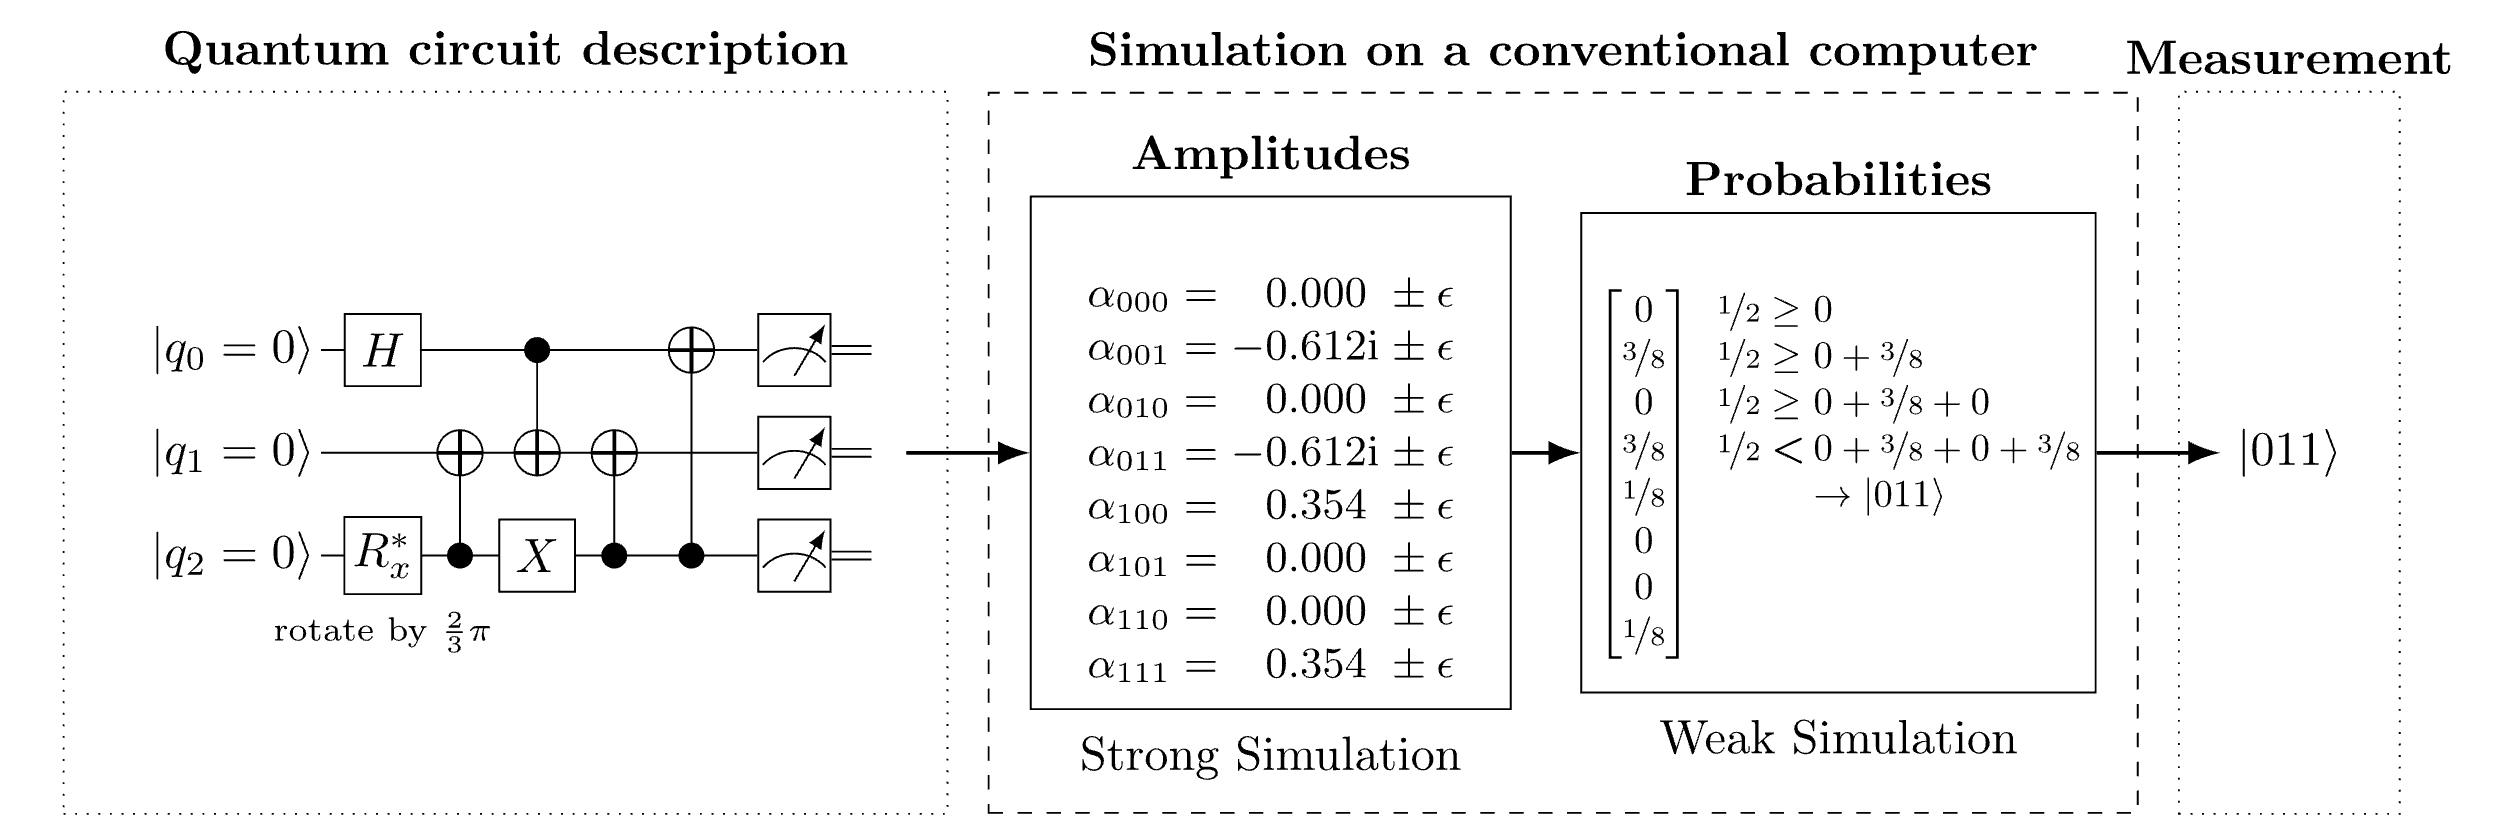 Quantum circuit description
|q₀ = 0⟩ H
|q₁ = 0⟩
|q₂ = 0⟩ Rₓ* X
rotate by 2/3 π
Simulation on a conventional computer
Amplitudes
α₀₀₀ = 0.000 ± ϵ
α₀₀₁ = −0.612i ± ϵ
α₀₁₀ = 0.000 ± ϵ
α₀₁₁ = −0.612i ± ϵ
α₁₀₀ = 0.354 ± ϵ
α₁₀₁ = 0.000 ± ϵ
α₁₁₀ = 0.000 ± ϵ
α₁₁₁ = 0.354 ± ϵ
Strong Simulation
Probabilities
0 1/2 ≥ 0
3/8 1/2 ≥ 0 + 3/8
0 1/2 ≥ 0 + 3/8 + 0
3/8 1/2 < 0 + 3/8 + 0 + 3/8
1/8 → |011⟩
0
0
1/8
Weak Simulation
Measurement
|011⟩